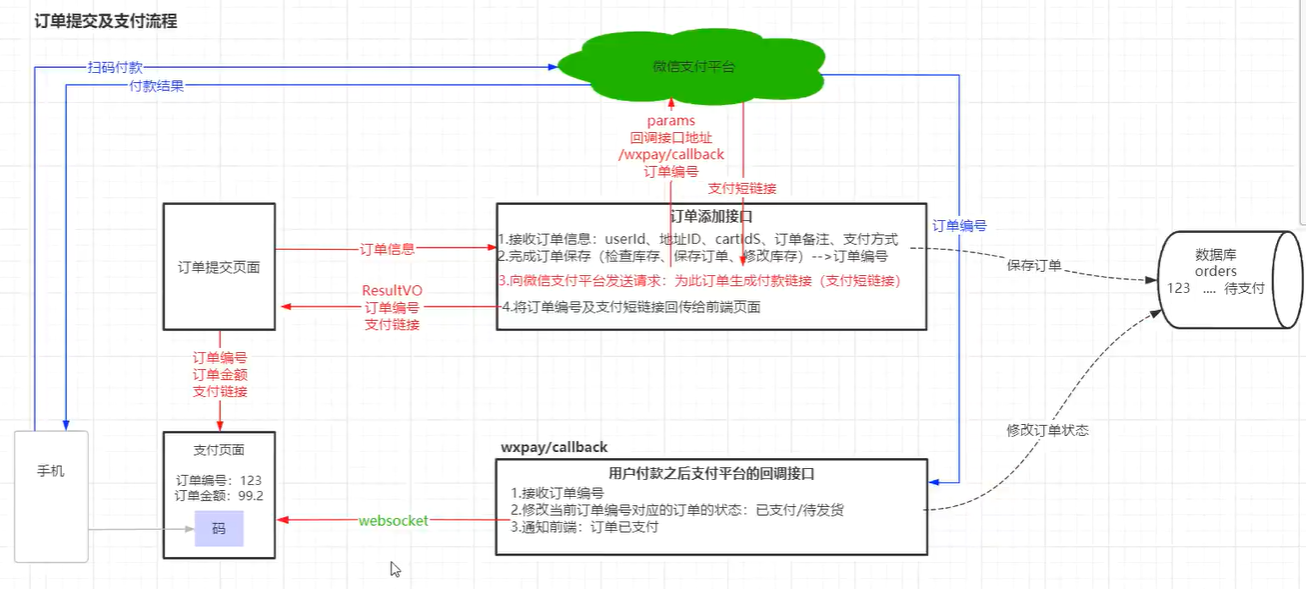 订单提交及支付流程
扫码付款
付款结果
微信支付平台
params
回调接口地址
/wxpay/callback
订单编号
支付短链接
订单提交页面
订单信息
ResultVO
订单编号
支付链接
订单添加接口
1.接收订单信息：userId、地址ID、cartIdS、订单备注、支付方式
2.完成订单保存（检查库存、保存订单、修改库存）-->订单编号
3.向微信支付平台发送请求：为此订单生成付款链接（支付短链接）
4.将订单编号及支付短链接回传给前端页面
订单编号
保存订单
数据库
orders
123 .... 待支付
订单编号
订单金额
支付链接
手机
支付页面
订单编号：123
订单金额：99.2
码
websocket
wxpay/callback
用户付款之后支付平台的回调接口
1.接收订单编号
2.修改当前订单编号对应的订单的状态：已支付/待发货
3.通知前端：订单已支付
修改订单状态